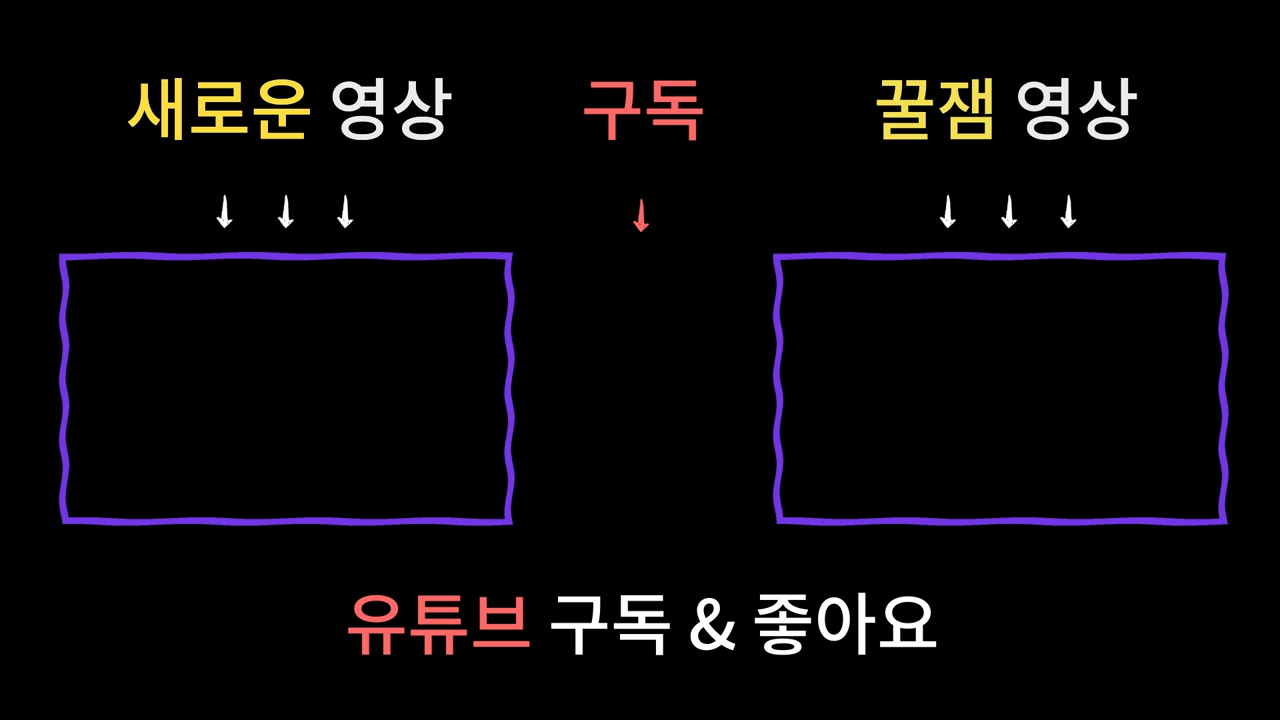 새로운 영상
구독
꿀잼 영상
유튜브 구독 & 좋아요